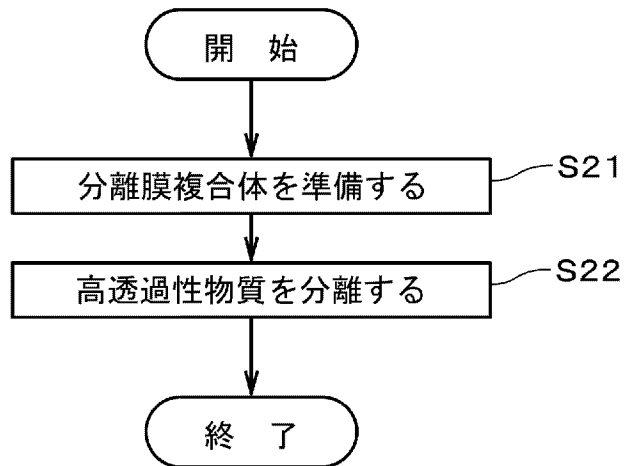 開 始
分離膜複合体を準備する
S21
高透過性物質を分離する
S22
終 了